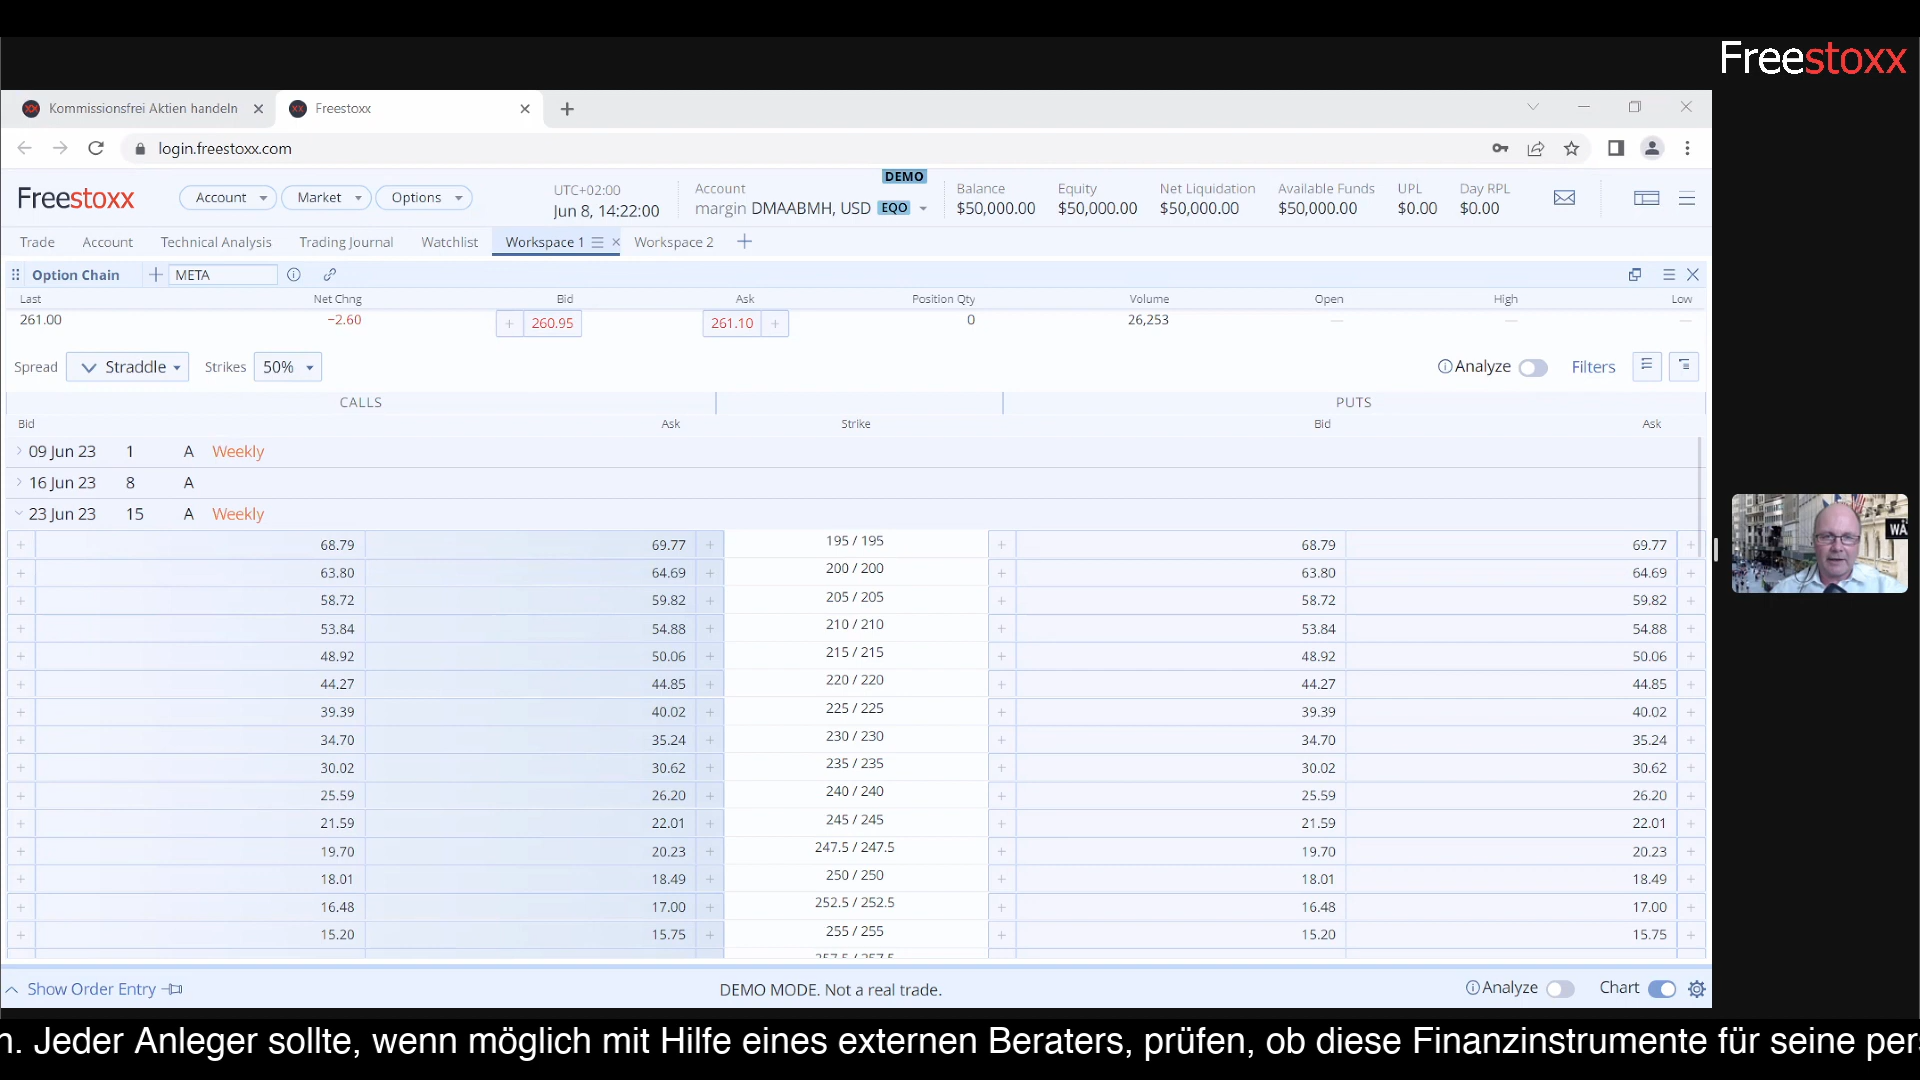 Freestoxx
Kommissionsfrei Aktien handeln
Freestoxx
login.freestoxx.com
Freestoxx
Account
Market
Options
UTC+02:00
Jun 8, 14:22:00
Account
DEMO
margin DMAABMH, USD EQO
Balance
$50,000.00
Equity
$50,000.00
Net Liquidation
$50,000.00
Available Funds
$50,000.00
UPL
$0.00
Day RPL
$0.00
Trade Account Technical Analysis Trading Journal Watchlist Workspace 1 Workspace 2
Option Chain META
Last Net Chng Bid Ask Position Qty Volume Open High Low
261.00 −2.60 260.95 261.10 0 26,253 — — —
Spread Straddle Strikes 50% Analyze Filters
CALLS PUTS
Bid Ask Strike Bid Ask
09 Jun 23 1 A Weekly
16 Jun 23 8 A
23 Jun 23 15 A Weekly
68.79 69.77 195 / 195 68.79 69.77
63.80 64.69 200 / 200 63.80 64.69
58.72 59.82 205 / 205 58.72 59.82
53.84 54.88 210 / 210 53.84 54.88
48.92 50.06 215 / 215 48.92 50.06
44.27 44.85 220 / 220 44.27 44.85
39.39 40.02 225 / 225 39.39 40.02
34.70 35.24 230 / 230 34.70 35.24
30.02 30.62 235 / 235 30.02 30.62
25.59 26.20 240 / 240 25.59 26.20
21.59 22.01 245 / 245 21.59 22.01
19.70 20.23 247.5 / 247.5 19.70 20.23
18.01 18.49 250 / 250 18.01 18.49
16.48 17.00 252.5 / 252.5 16.48 17.00
15.20 15.75 255 / 255 15.20 15.75
257.5 / 257.5
WA
Show Order Entry DEMO MODE. Not a real trade. Analyze Chart
n. Jeder Anleger sollte, wenn möglich mit Hilfe eines externen Beraters, prüfen, ob diese Finanzinstrumente für seine pers